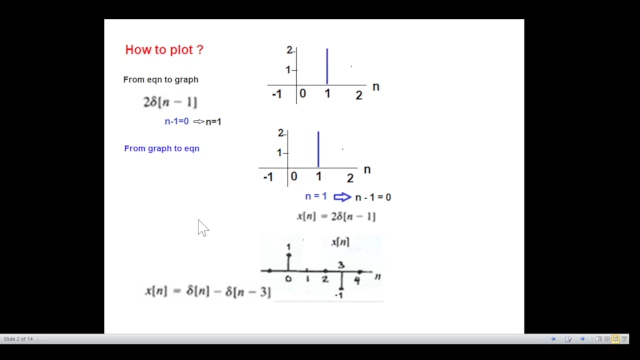 How to plot ?
2
1
-1 0 1 2 n
From eqn to graph
2δ[n − 1]
n-1=0 ⇨ n=1
From graph to eqn
2
1
-1 0 1 2 n
n = 1 ⇨ n - 1 = 0
x[n] = 2δ[n − 1]
1 x[n]
3
0 1 2 4 n
-1
x[n] = δ[n] − δ[n − 3]
Slide 2 of 14